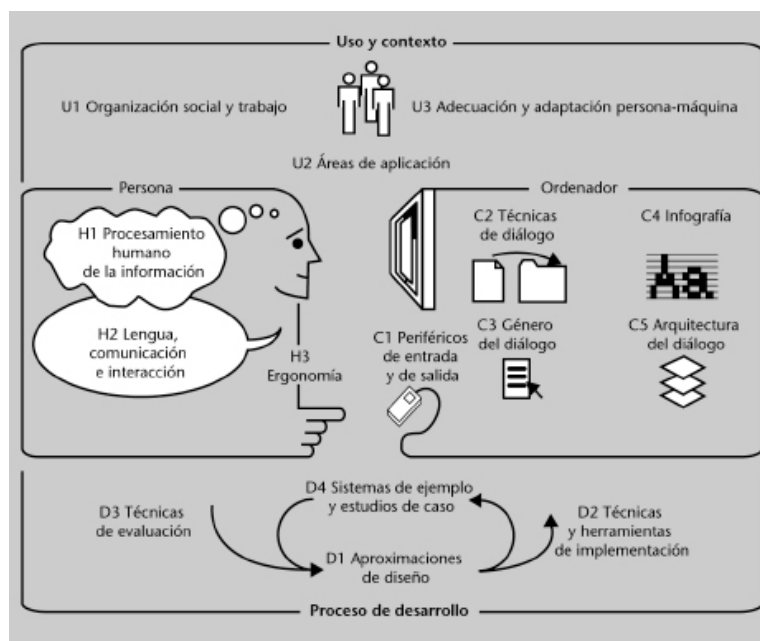 Uso y contexto
U1 Organización social y trabajo
U3 Adecuación y adaptación persona-máquina
U2 Áreas de aplicación
Persona
H1 Procesamiento
humano
de la información
H2 Lengua,
comunicación
e interacción
H3
Ergonomía
Ordenador
C2 Técnicas
de diálogo
C4 Infografía
Aa
C1 Periféricos
de entrada
y de salida
C3 Género
del diálogo
C5 Arquitectura
del diálogo
D3 Técnicas
de evaluación
D4 Sistemas de ejemplo
y estudios de caso
D2 Técnicas
y herramientas
de implementación
D1 Aproximaciones
de diseño
Proceso de desarrollo